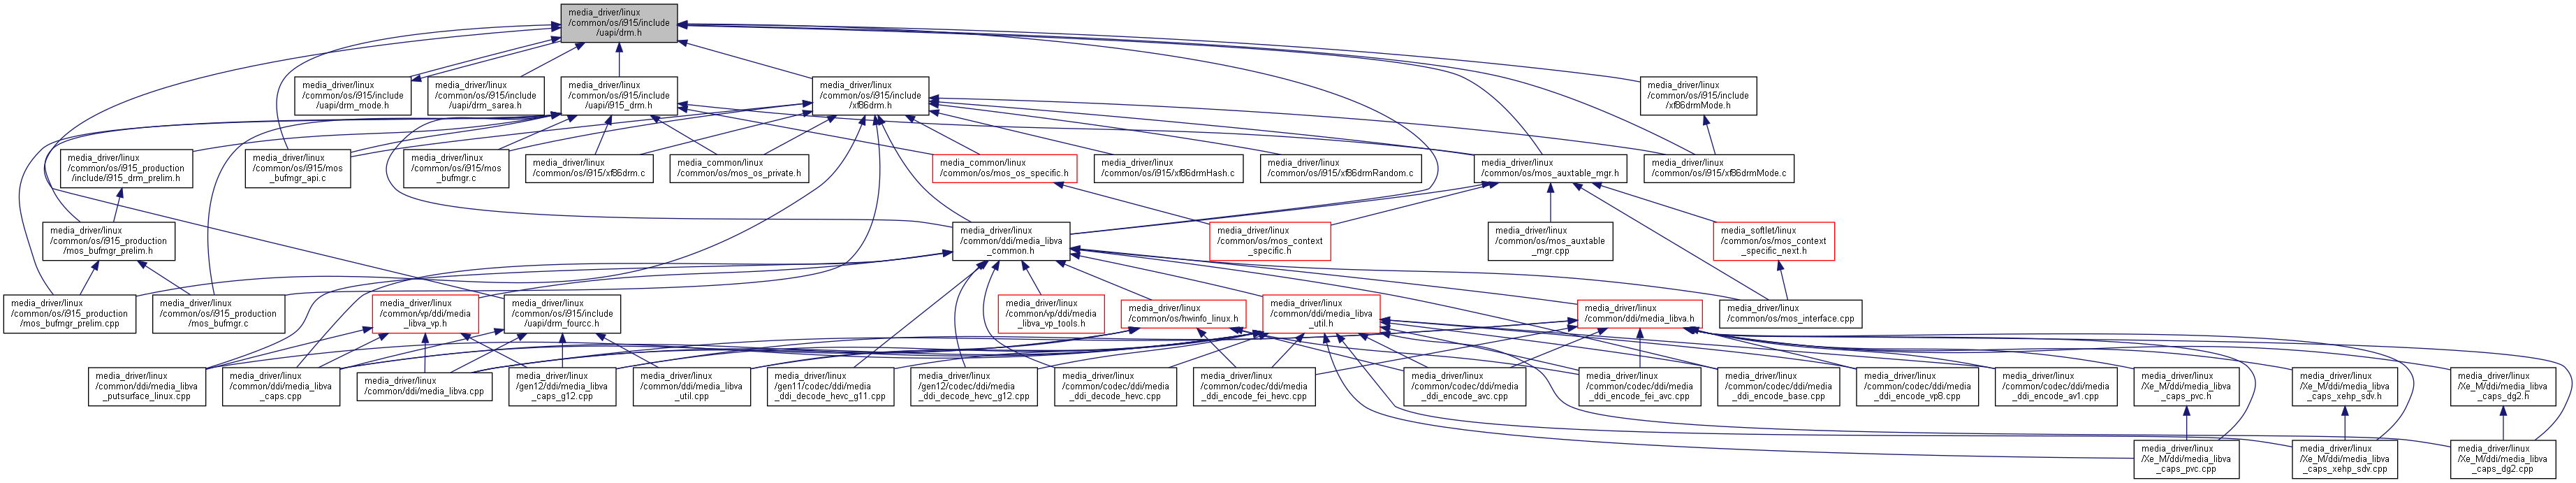 media_driver/linux
/common/os/i915/include
/uapi/drm.h
media_driver/linux
/common/os/i915/include
/uapi/drm_mode.h
media_driver/linux
/common/os/i915/include
/uapi/drm_sarea.h
media_driver/linux
/common/os/i915/include
/uapi/i915_drm.h
media_driver/linux
/common/os/i915/include
/xf86drm.h
media_driver/linux
/common/os/i915/include
/xf86drmMode.h
media_driver/linux
/common/os/i915_production
/include/i915_drm_prelim.h
media_driver/linux
/common/os/i915/mos
_bufmgr_api.c
media_driver/linux
/common/os/i915/mos
_bufmgr.c
media_driver/linux
/common/os/i915/xf86drm.c
media_common/linux
/common/os/mos_os_private.h
media_common/linux
/common/os/mos_os_specific.h
media_driver/linux
/common/os/i915/xf86drmHash.c
media_driver/linux
/common/os/i915/xf86drmRandom.c
media_driver/linux
/common/os/mos_auxtable_mgr.h
media_driver/linux
/common/os/i915/xf86drmMode.c
media_driver/linux
/common/os/i915_production
/mos_bufmgr_prelim.h
media_driver/linux
/common/ddi/media_libva
_common.h
media_driver/linux
/common/os/mos_context
_specific.h
media_driver/linux
/common/os/mos_auxtable
_mgr.cpp
media_softlet/linux
/common/os/mos_context
_specific_next.h
media_driver/linux
/common/os/i915_production
/mos_bufmgr_prelim.cpp
media_driver/linux
/common/os/i915_production
/mos_bufmgr.c
media_driver/linux
/common/vp/ddi/media
_libva_vp.h
media_driver/linux
/common/os/i915/include
/uapi/drm_fourcc.h
media_driver/linux
/common/vp/ddi/media
_libva_vp_tools.h
media_driver/linux
/common/os/hwinfo_linux.h
media_driver/linux
/common/ddi/media_libva
_util.h
media_driver/linux
/common/ddi/media_libva.h
media_driver/linux
/common/os/mos_interface.cpp
media_driver/linux
/common/ddi/media_libva
_putsurface_linux.cpp
media_driver/linux
/common/ddi/media_libva
_caps.cpp
media_driver/linux
/common/ddi/media_libva.cpp
media_driver/linux
/gen12/ddi/media_libva
_caps_g12.cpp
media_driver/linux
/common/ddi/media_libva
_util.cpp
media_driver/linux
/gen11/codec/ddi/media
_ddi_decode_hevc_g11.cpp
media_driver/linux
/gen12/codec/ddi/media
_ddi_decode_hevc_g12.cpp
media_driver/linux
/common/codec/ddi/media
_ddi_decode_hevc.cpp
media_driver/linux
/common/codec/ddi/media
_ddi_encode_fei_hevc.cpp
media_driver/linux
/common/codec/ddi/media
_ddi_encode_avc.cpp
media_driver/linux
/common/codec/ddi/media
_ddi_encode_fei_avc.cpp
media_driver/linux
/common/codec/ddi/media
_ddi_encode_base.cpp
media_driver/linux
/common/codec/ddi/media
_ddi_encode_vp8.cpp
media_driver/linux
/common/codec/ddi/media
_ddi_encode_av1.cpp
media_driver/linux
/Xe_M/ddi/media_libva
_caps_pvc.h
media_driver/linux
/Xe_M/ddi/media_libva
_caps_xehp_sdv.h
media_driver/linux
/Xe_M/ddi/media_libva
_caps_dg2.h
media_driver/linux
/Xe_M/ddi/media_libva
_caps_pvc.cpp
media_driver/linux
/Xe_M/ddi/media_libva
_caps_xehp_sdv.cpp
media_driver/linux
/Xe_M/ddi/media_libva
_caps_dg2.cpp